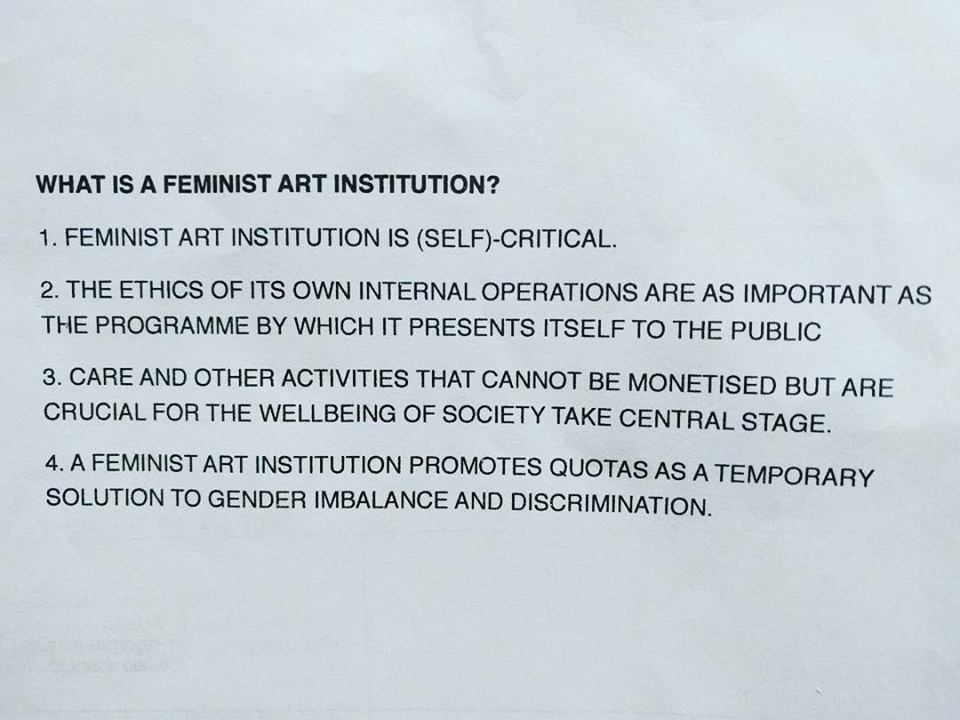 WHAT IS A FEMINIST ART INSTITUTION?
1. FEMINIST ART INSTITUTION IS (SELF)-CRITICAL.
2. THE ETHICS OF ITS OWN INTERNAL OPERATIONS ARE AS IMPORTANT AS
THE PROGRAMME BY WHICH IT PRESENTS ITSELF TO THE PUBLIC
3. CARE AND OTHER ACTIVITIES THAT CANNOT BE MONETISED BUT ARE
CRUCIAL FOR THE WELLBEING OF SOCIETY TAKE CENTRAL STAGE.
4. A FEMINIST ART INSTITUTION PROMOTES QUOTAS AS A TEMPORARY
SOLUTION TO GENDER IMBALANCE AND DISCRIMINATION.